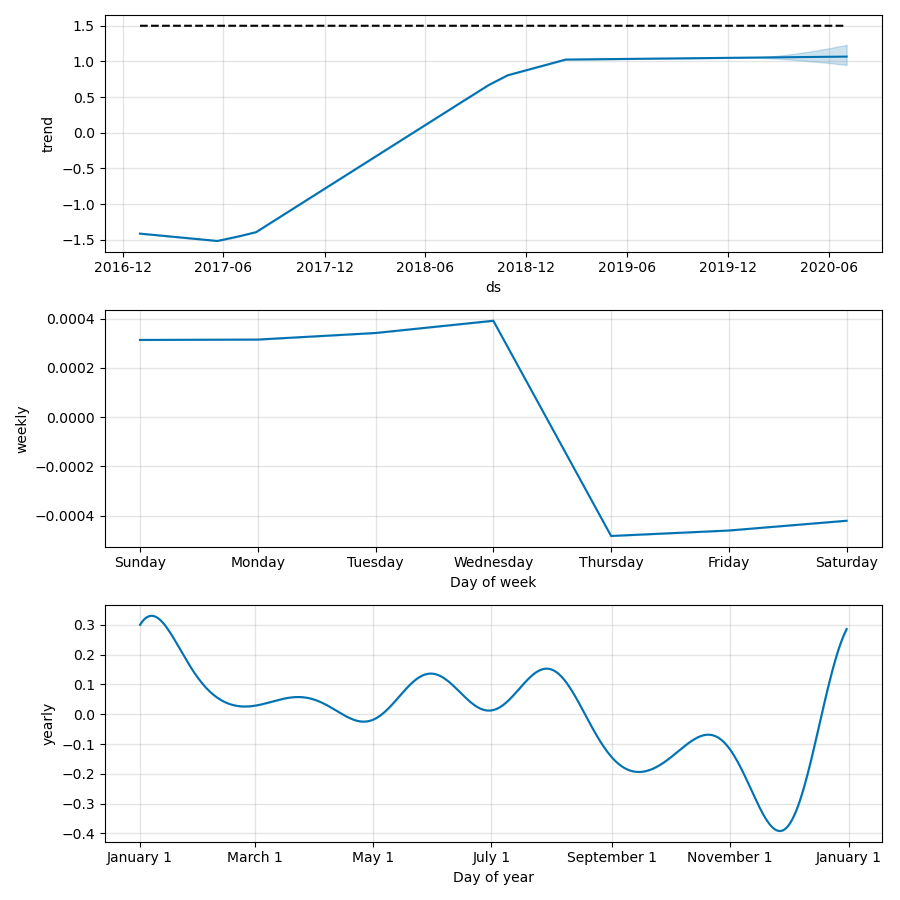 1.5
1.0
0.5
0.0
−0.5
−1.0
−1.5
trend
2016-12 2017-06 2017-12 2018-06 2018-12 2019-06 2019-12 2020-06
ds
0.0004
0.0002
0.0000
−0.0002
−0.0004
weekly
Sunday Monday Tuesday Wednesday Thursday Friday Saturday
Day of week
0.3
0.2
0.1
0.0
−0.1
−0.2
−0.3
−0.4
yearly
January 1 March 1 May 1 July 1 September 1 November 1 January 1
Day of year